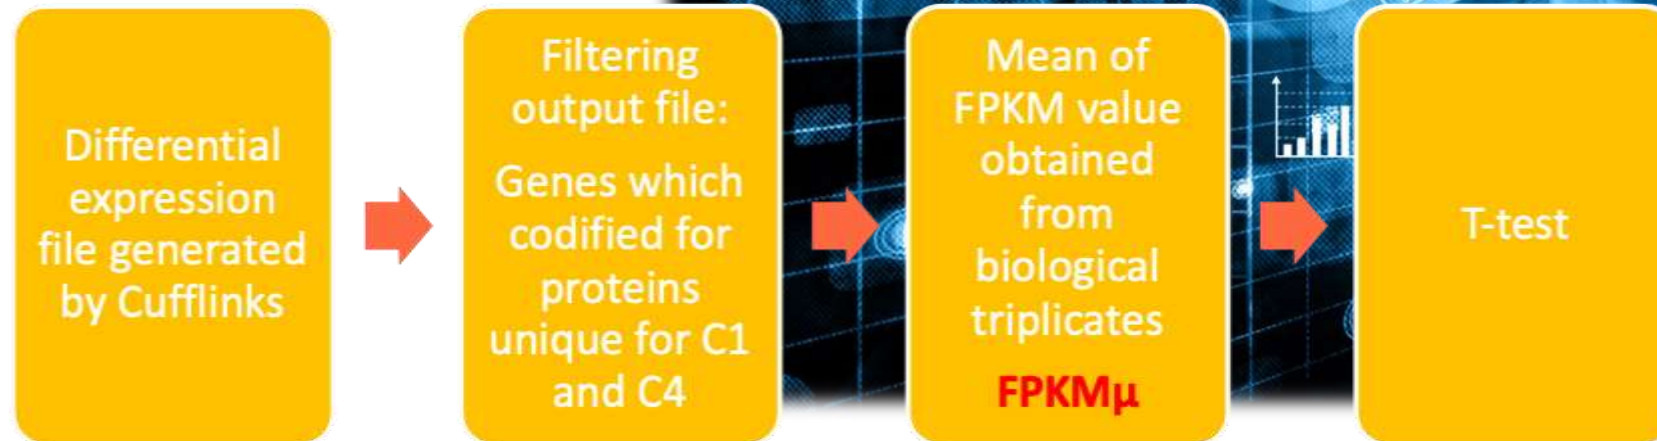 Differential
expression
file generated
by Cufflinks
Filtering
output file:
Genes which
codified for
proteins
unique for C1
and C4
Mean of
FPKM value
obtained
from
biological
triplicates
FPKMμ
T-test